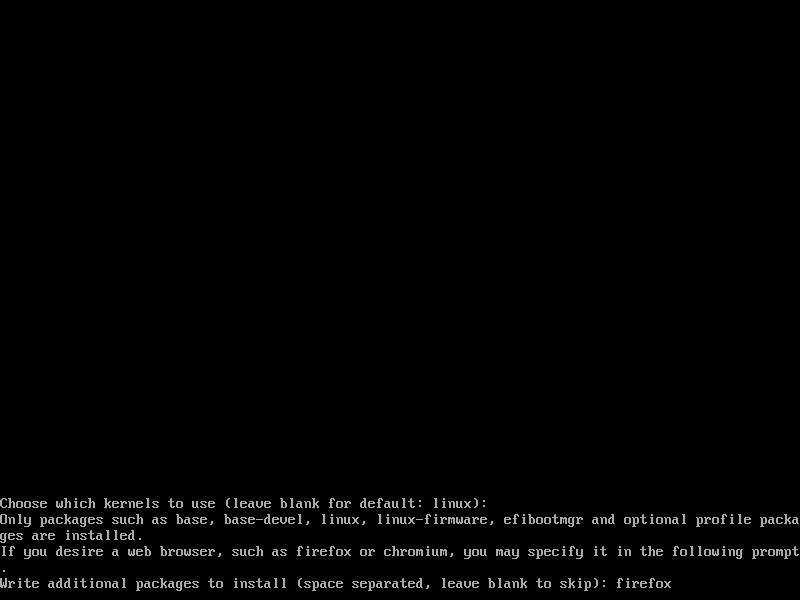 Choose which kernels to use (leave blank for default: linux):
Only packages such as base, base-devel, linux, linux-firmware, efibootmgr and optional profile packa
ges are installed.
If you desire a web browser, such as firefox or chromium, you may specify it in the following prompt
.
Write additional packages to install (space separated, leave blank to skip): firefox